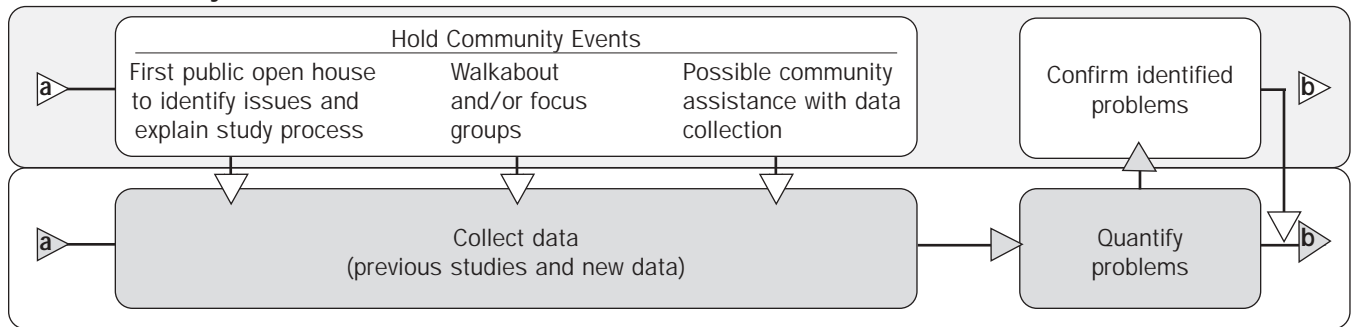 Hold Community Events
a
First public open house
to identify issues and
explain study process
Walkabout
and/or focus
groups
Possible community
assistance with data
collection
Confirm identified
problems
b
a
Collect data
(previous studies and new data)
Quantify
problems
b